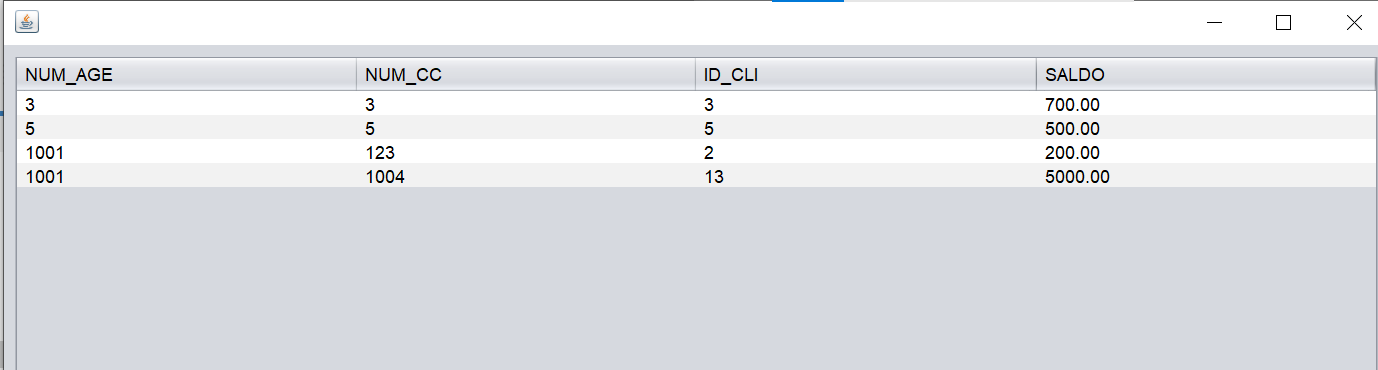 NUM_AGE NUM_CC ID_CLI SALDO
3 3 3 700.00
5 5 5 500.00
1001 123 2 200.00
1001 1004 13 5000.00